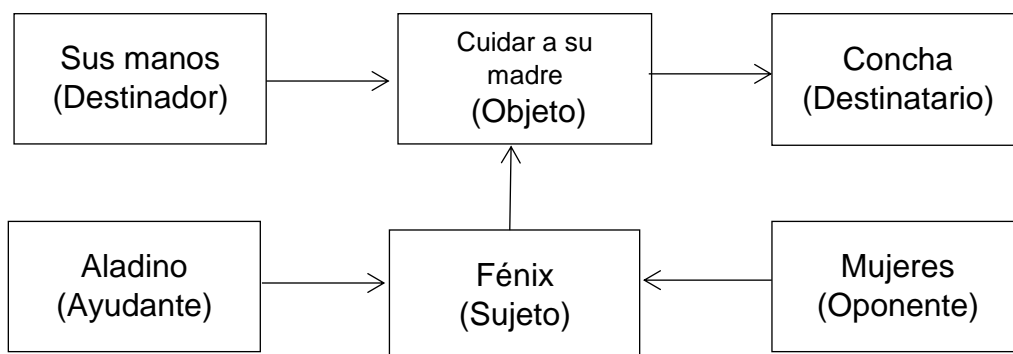 Sus manos
(Destinador)
Cuidar a su
madre
(Objeto)
Concha
(Destinatario)
Aladino
(Ayudante)
Fénix
(Sujeto)
Mujeres
(Oponente)